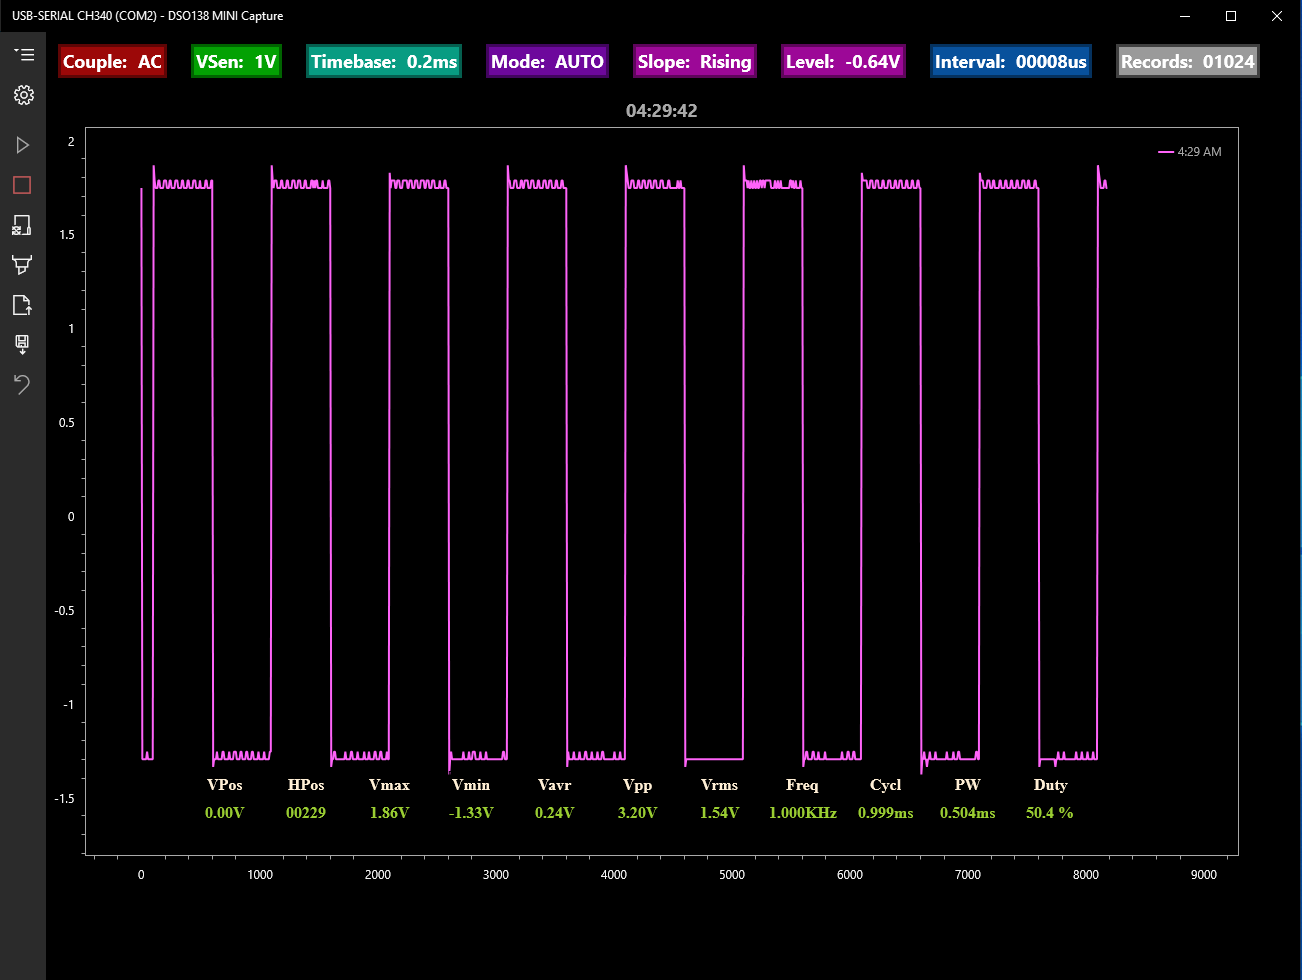 USB-SERIAL CH340 (COM2) - DSO138 MINI Capture
Couple: AC VSen: 1V Timebase: 0.2ms Mode: AUTO Slope: Rising Level: -0.64V Interval: 00008us Records: 01024
04:29:42
2
4:29 AM
1.5
1
0.5
0
-0.5
-1
VPos HPos Vmax Vmin Vavr Vpp Vrms Freq Cycl PW Duty
-1.5
0.00V 00229 1.86V -1.33V 0.24V 3.20V 1.54V 1.000KHz 0.999ms 0.504ms 50.4 %
0 1000 2000 3000 4000 5000 6000 7000 8000 9000